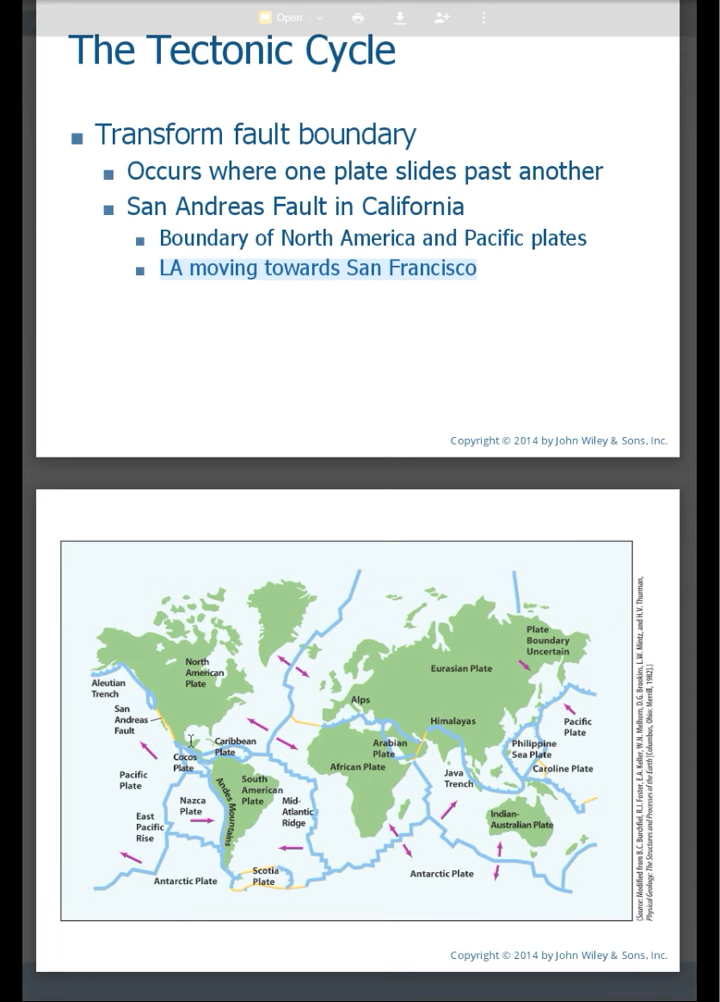 Open
The Tectonic Cycle
Transform fault boundary
Occurs where one plate slides past another
San Andreas Fault in California
Boundary of North America and Pacific plates
LA moving towards San Francisco
Copyright © 2014 by John Wiley & Sons, Inc.
Plate
Boundary
Uncertain
North
American
Plate
Eurasian Plate
Aleutian
Trench
San
Andreas
Fault
Alps
Himalayas
Pacific
Plate
Caribbean
Plate
Arabian
Plate
Philippine
Sea Plate
Cocos
Plate
African Plate
Caroline Plate
Pacific
Plate
South
American
Plate
Java
Trench
Andes Mountains
Nazca
Plate
Mid-
Atlantic
Ridge
East
Pacific
Rise
Indian-
Australian Plate
Scotia
Plate
Antarctic Plate
Antarctic Plate
[Source: Modified from B.C. Burchfiel, R.J. Foster, E.A. Keller, W.N. Melhorn, D.G. Brookins, L.W. Mintz, and H.V. Thurman,
Physical Geology: The Structures and Processes of the Earth (Columbus, Ohio: Merrill, 1982).]
Copyright © 2014 by John Wiley & Sons, Inc.